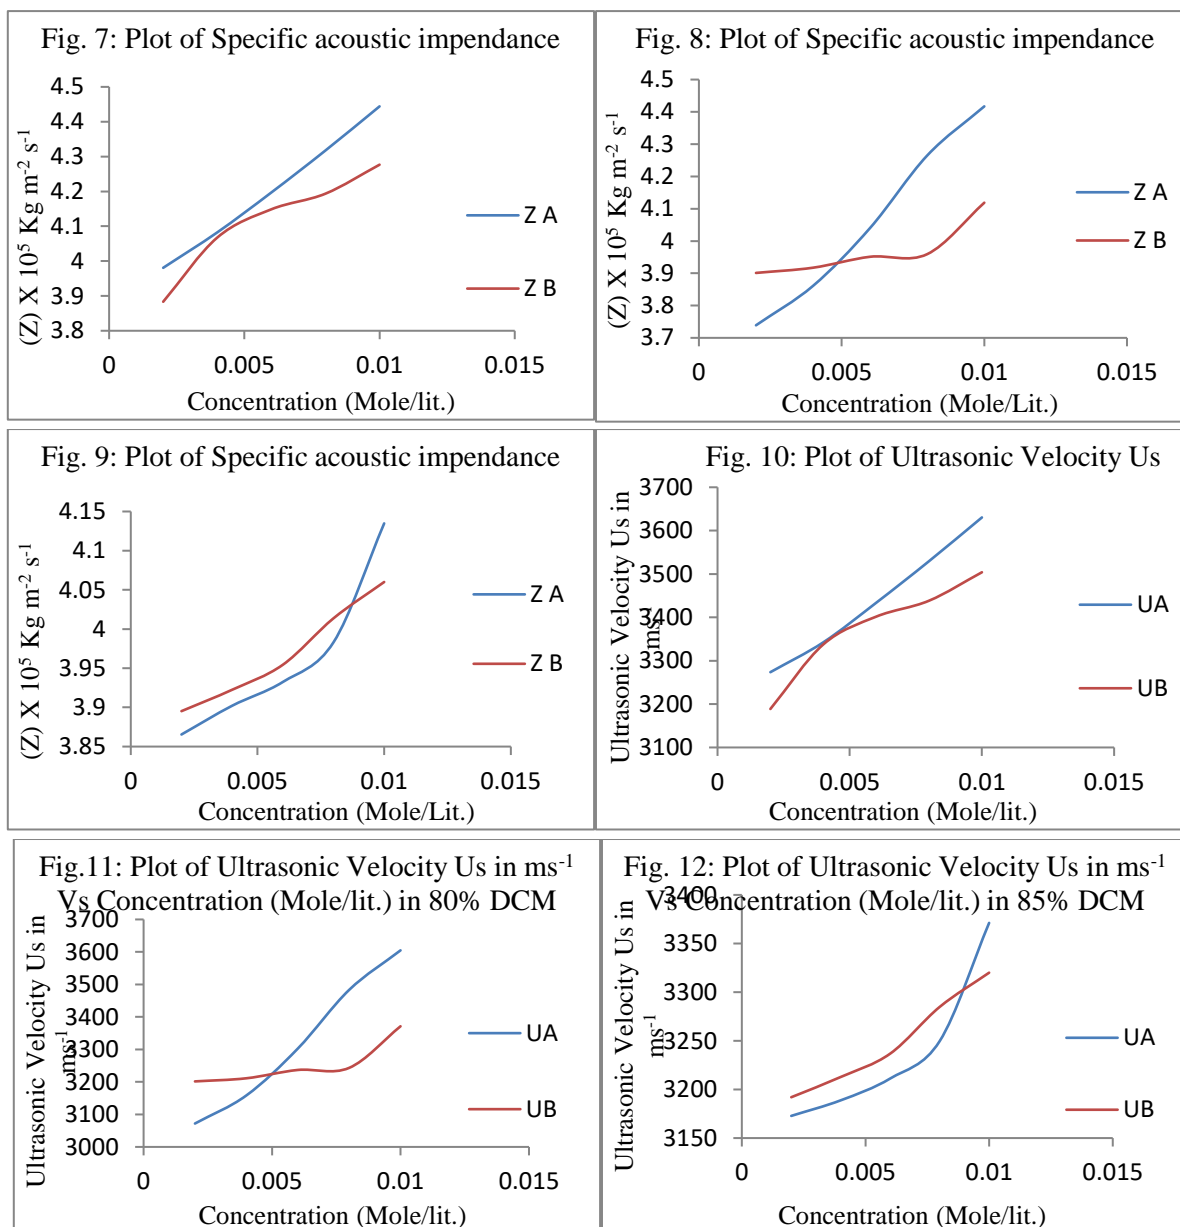 Fig. 7: Plot of Specific acoustic impendance
(Z) X 10⁵ Kg m⁻² s⁻¹
4.5
4.4
4.3
4.2
4.1
4
3.9
3.8
0
0.005
0.01
0.015
Z A
Z B
Concentration (Mole/lit.)
Fig. 8: Plot of Specific acoustic impendance
(Z) X 10⁵ Kg m⁻² s⁻¹
4.5
4.4
4.3
4.2
4.1
4
3.9
3.8
3.7
0
0.005
0.01
0.015
Z A
Z B
Concentration (Mole/Lit.)
Fig. 9: Plot of Specific acoustic impendance
(Z) X 10⁵ Kg m⁻² s⁻¹
4.15
4.1
4.05
4
3.95
3.9
3.85
0
0.005
0.01
0.015
Z A
Z B
Concentration (Mole/Lit.)
Fig. 10: Plot of Ultrasonic Velocity Us
Ultrasonic Velocity Us in
ms⁻¹
3700
3600
3500
3400
3300
3200
3100
0
0.005
0.01
0.015
UA
UB
Concentration (Mole/lit.)
Fig.11: Plot of Ultrasonic Velocity Us in ms⁻¹
Vs Concentration (Mole/lit.) in 80% DCM
Ultrasonic Velocity Us in
ms⁻¹
3700
3600
3500
3400
3300
3200
3100
3000
0
0.005
0.01
0.015
UA
UB
Concentration (Mole/lit.)
Fig. 12: Plot of Ultrasonic Velocity Us in ms⁻¹
Vs Concentration (Mole/lit.) in 85% DCM
Ultrasonic Velocity Us in
ms⁻¹
3400
3350
3300
3250
3200
3150
0
0.005
0.01
0.015
UA
UB
Concentration (Mole/lit.)